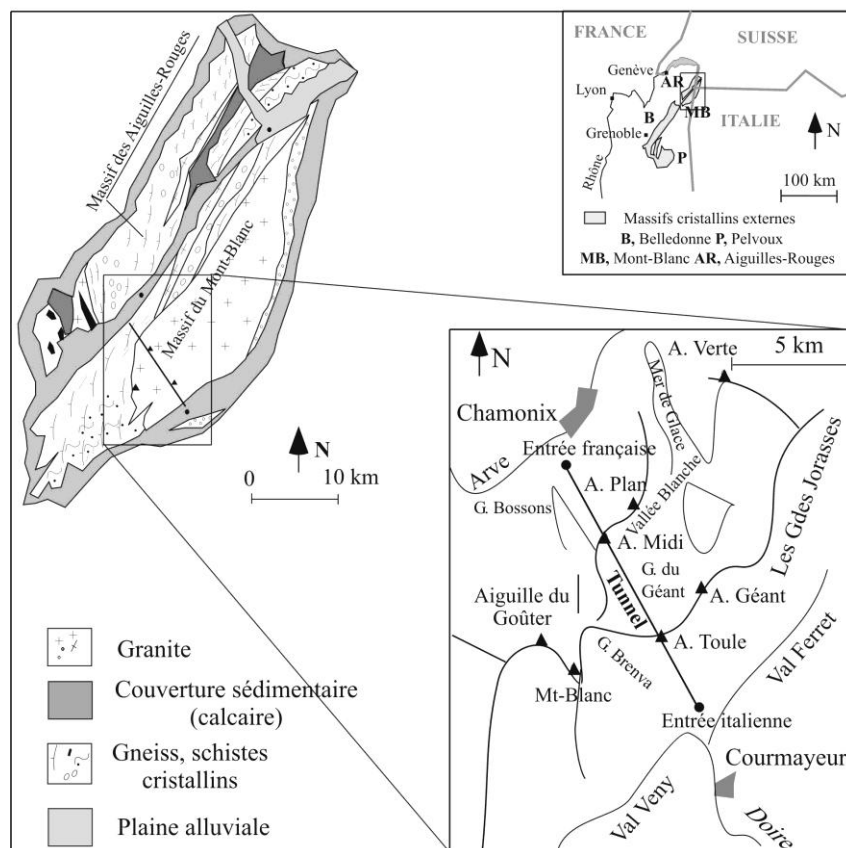 Massif des Aiguilles-Rouges
Massif du Mont-Blanc
N
0 10 km
Granite
Couverture sédimentaire
(calcaire)
Gneiss, schistes
cristallins
Plaine alluviale
FRANCE
SUISSE
Genève
AR
Lyon
MB
ITALIE
B
Grenoble
P
N
Rhône
100 km
Massifs cristallins externes
B, Belledonne P, Pelvoux
MB, Mont-Blanc AR, Aiguilles-Rouges
N
A. Verte
5 km
Mer de Glace
Chamonix
Arve
Entrée française
A. Plan
Vallée Blanche
Les Gdes Jorasses
G. Bossons
A. Midi
G. du
Géant
Tunnel
A. Géant
Aiguille du
Goûter
A. Toule
G. Brenva
Val Ferret
Mt-Blanc
Entrée italienne
Courmayeur
Val Veny
Doire